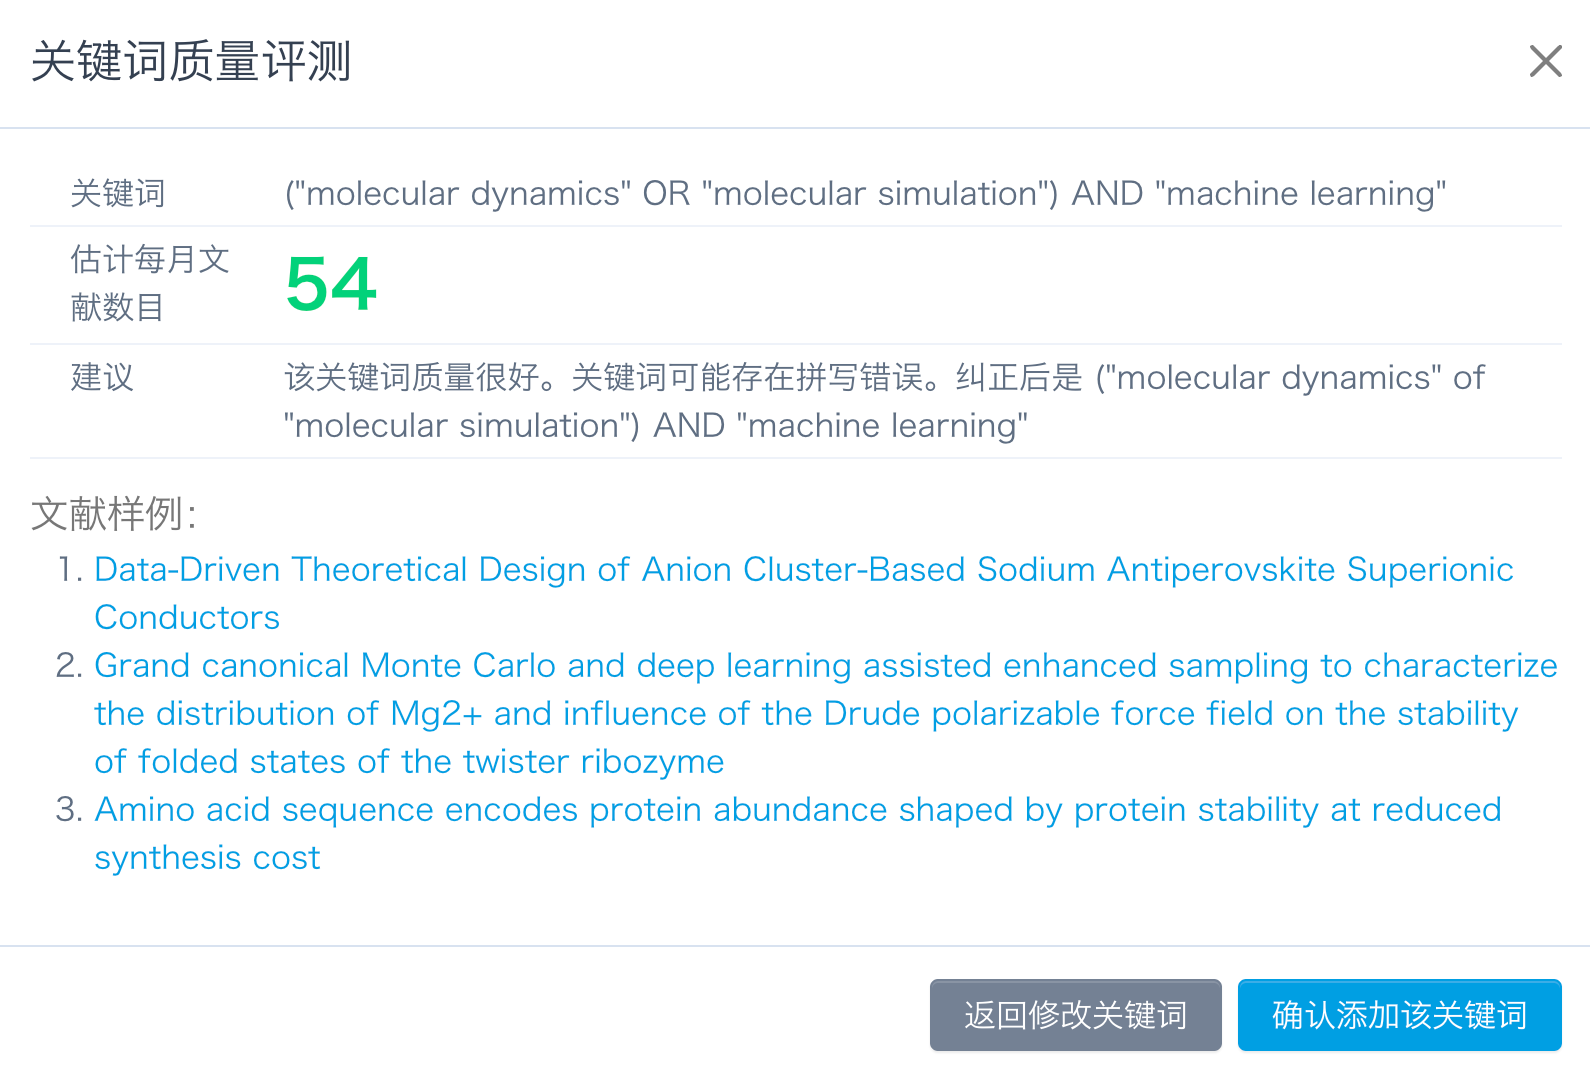 关键词质量评测
关键词 ("molecular dynamics" OR "molecular simulation") AND "machine learning"
估计每月文
献数目
54
建议 该关键词质量很好。关键词可能存在拼写错误。纠正后是 ("molecular dynamics" of
"molecular simulation") AND "machine learning"
文献样例：
1. Data-Driven Theoretical Design of Anion Cluster-Based Sodium Antiperovskite Superionic
Conductors
2. Grand canonical Monte Carlo and deep learning assisted enhanced sampling to characterize
the distribution of Mg2+ and influence of the Drude polarizable force field on the stability
of folded states of the twister ribozyme
3. Amino acid sequence encodes protein abundance shaped by protein stability at reduced
synthesis cost
返回修改关键词 确认添加该关键词